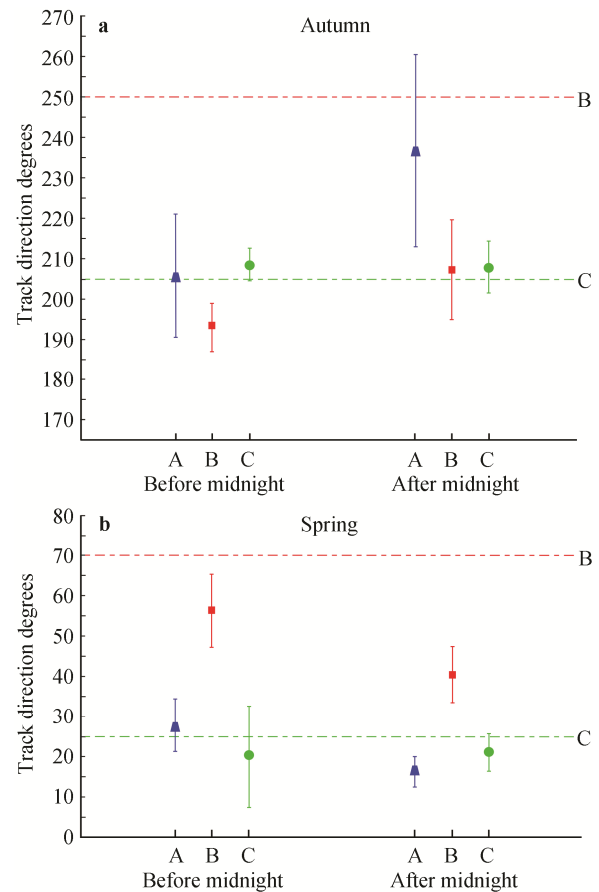 a Autumn
Track direction degrees
270
260
250
240
230
220
210
200
190
180
170
B
C
A B C A B C
Before midnight After midnight
b Spring
Track direction degrees
80
70
60
50
40
30
20
10
0
B
C
A B C A B C
Before midnight After midnight